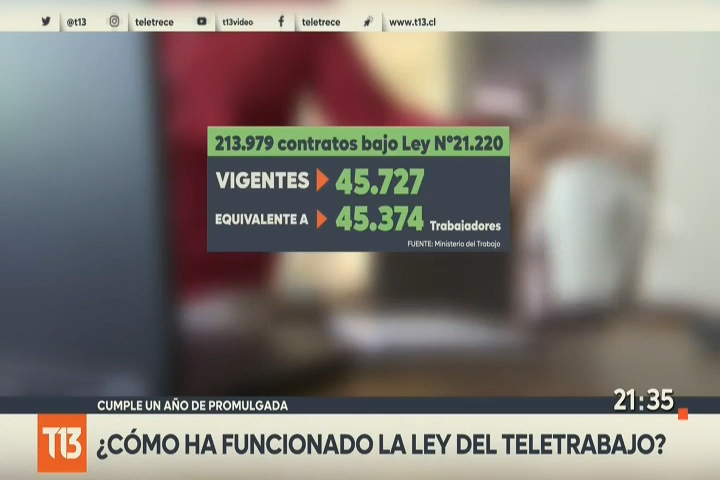 @t13 teletrece t13video teletrece www.t13.cl
213.979 contratos bajo Ley N°21.220
VIGENTES 45.727
EQUIVALENTE A 45.374 Trabajadores
FUENTE: Ministerio del Trabajo
CUMPLE UN AÑO DE PROMULGADA
21:35
T13 ¿CÓMO HA FUNCIONADO LA LEY DEL TELETRABAJO?